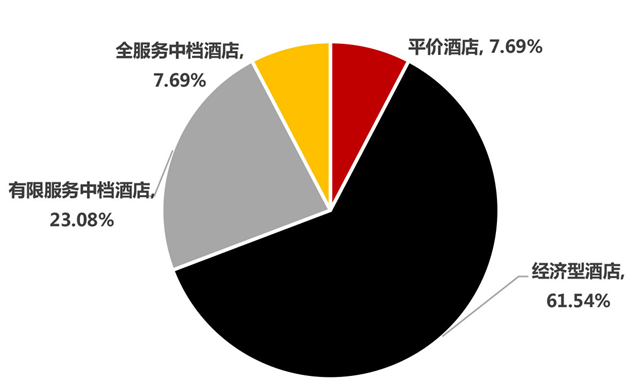 全服务中档酒店,
7.69%
平价酒店, 7.69%
有限服务中档酒店,
23.08%
经济型酒店,
61.54%